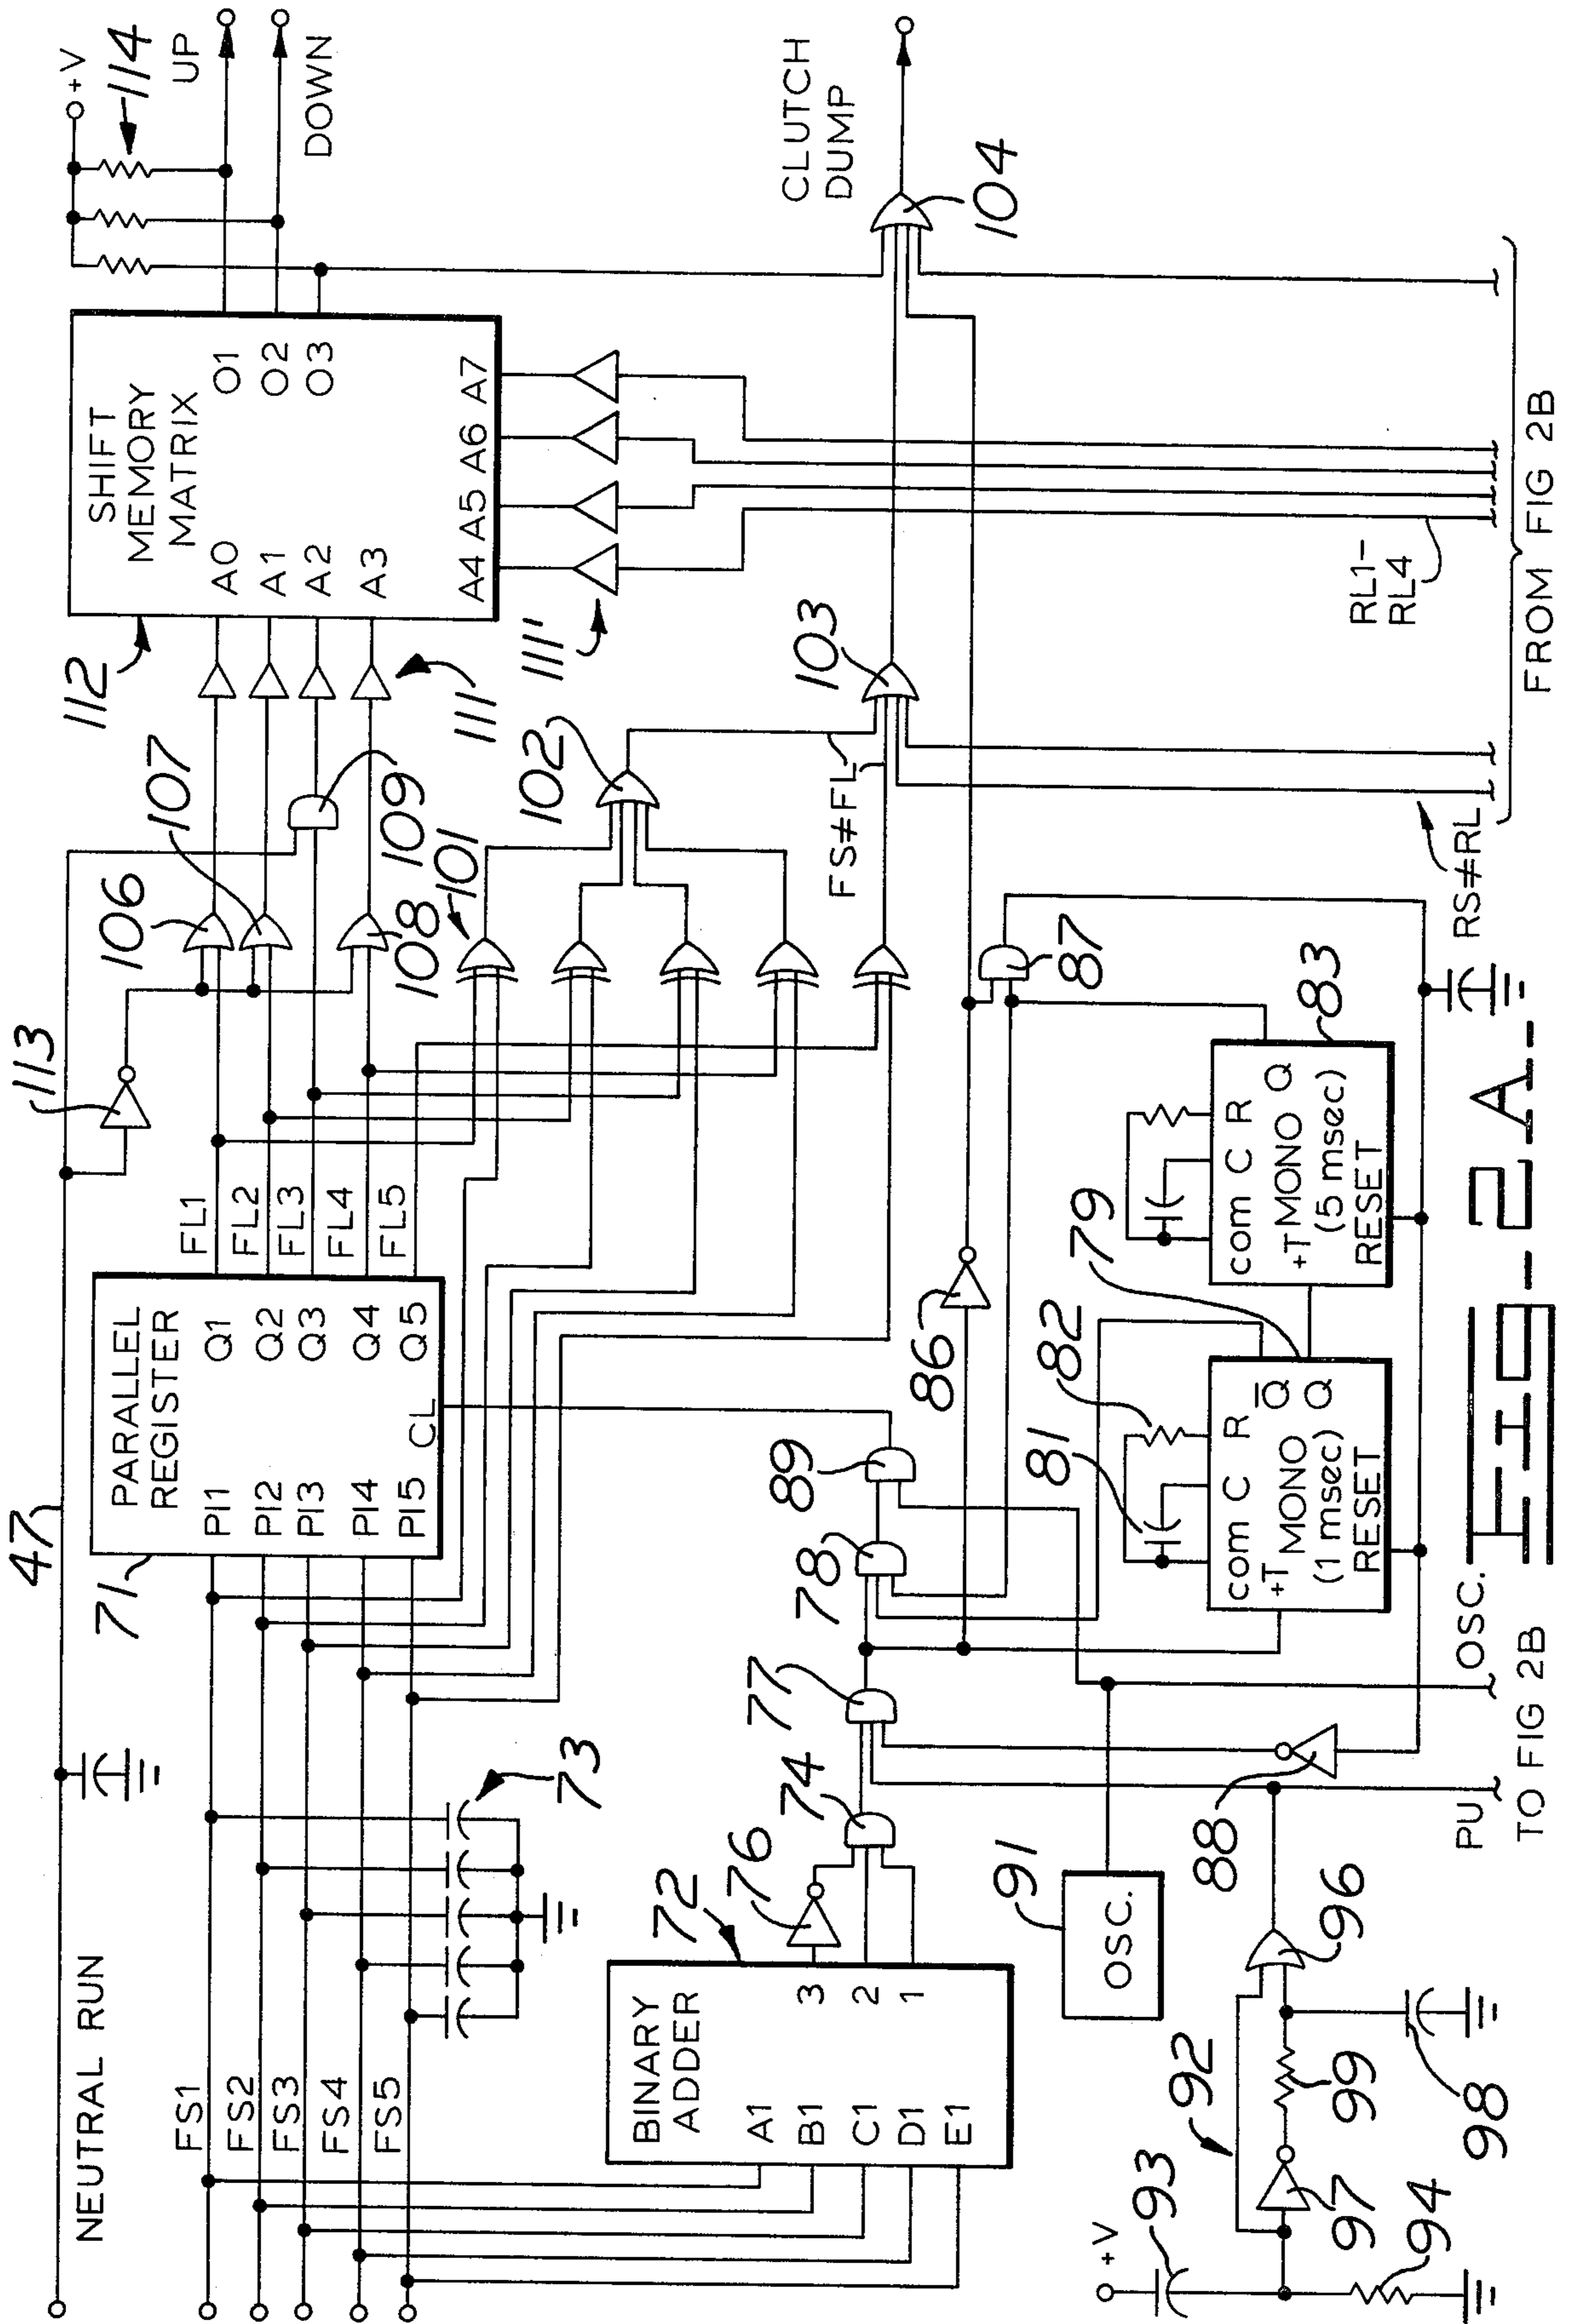 NEUTRAL RUN
47
113
+V
114
UP
DOWN
FS1
FS2
FS3
FS4
FS5
73
71
PARALLEL
REGISTER
PI1 Q1
PI2 Q2
PI3 Q3
PI4 Q4
PI5 Q5
CL
FL1
FL2
FL3
FL4
FL5
106
107
109
108
101
102
111
111'
112
SHIFT
MEMORY
MATRIX
A0 O1
A1 O2
A2 O3
A3
A4 A5 A6 A7
BINARY
ADDER
A1 3
B1 2
C1 1
D1
E1
72
76
74
77
78
89
86
FS≠FL
103
CLUTCH
DUMP
104
91
OSC.
88
79
81
82
com C R
+T Q̅
MONO Q
(1 msec)
RESET
com C R
+T MONO Q
(5 msec)
RESET
83
87
RS≠RL
RL1-
RL4
+V
93
92
97
94
99
98
96
PU
OSC.
TO FIG 2B
FROM FIG 2B
FIG-2A-